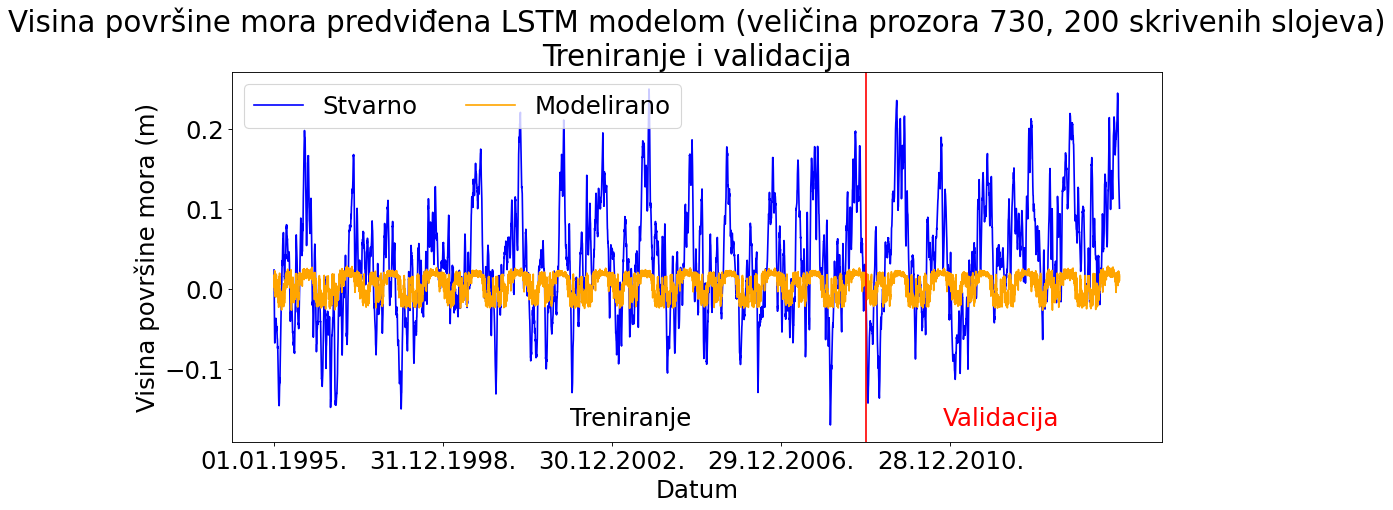 Visina površine mora predviđena LSTM modelom (veličina prozora 730, 200 skrivenih slojeva)
Treniranje i validacija
Stvarno Modelirano
Visina površine mora (m)
0.2
0.1
0.0
−0.1
Treniranje Validacija
01.01.1995. 31.12.1998. 30.12.2002. 29.12.2006. 28.12.2010.
Datum